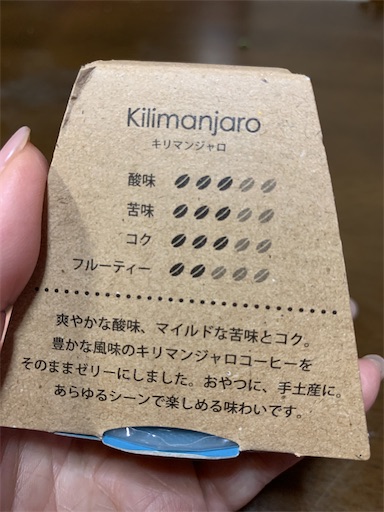 Kilimanjaro
キリマンジャロ
酸味
苦味
コク
フルーティー
爽やかな酸味、マイルドな苦味とコク。
豊かな風味のキリマンジャロコーヒーを
そのままゼリーにしました。おやつに、手土産に。
あらゆるシーンで楽しめる味わいです。